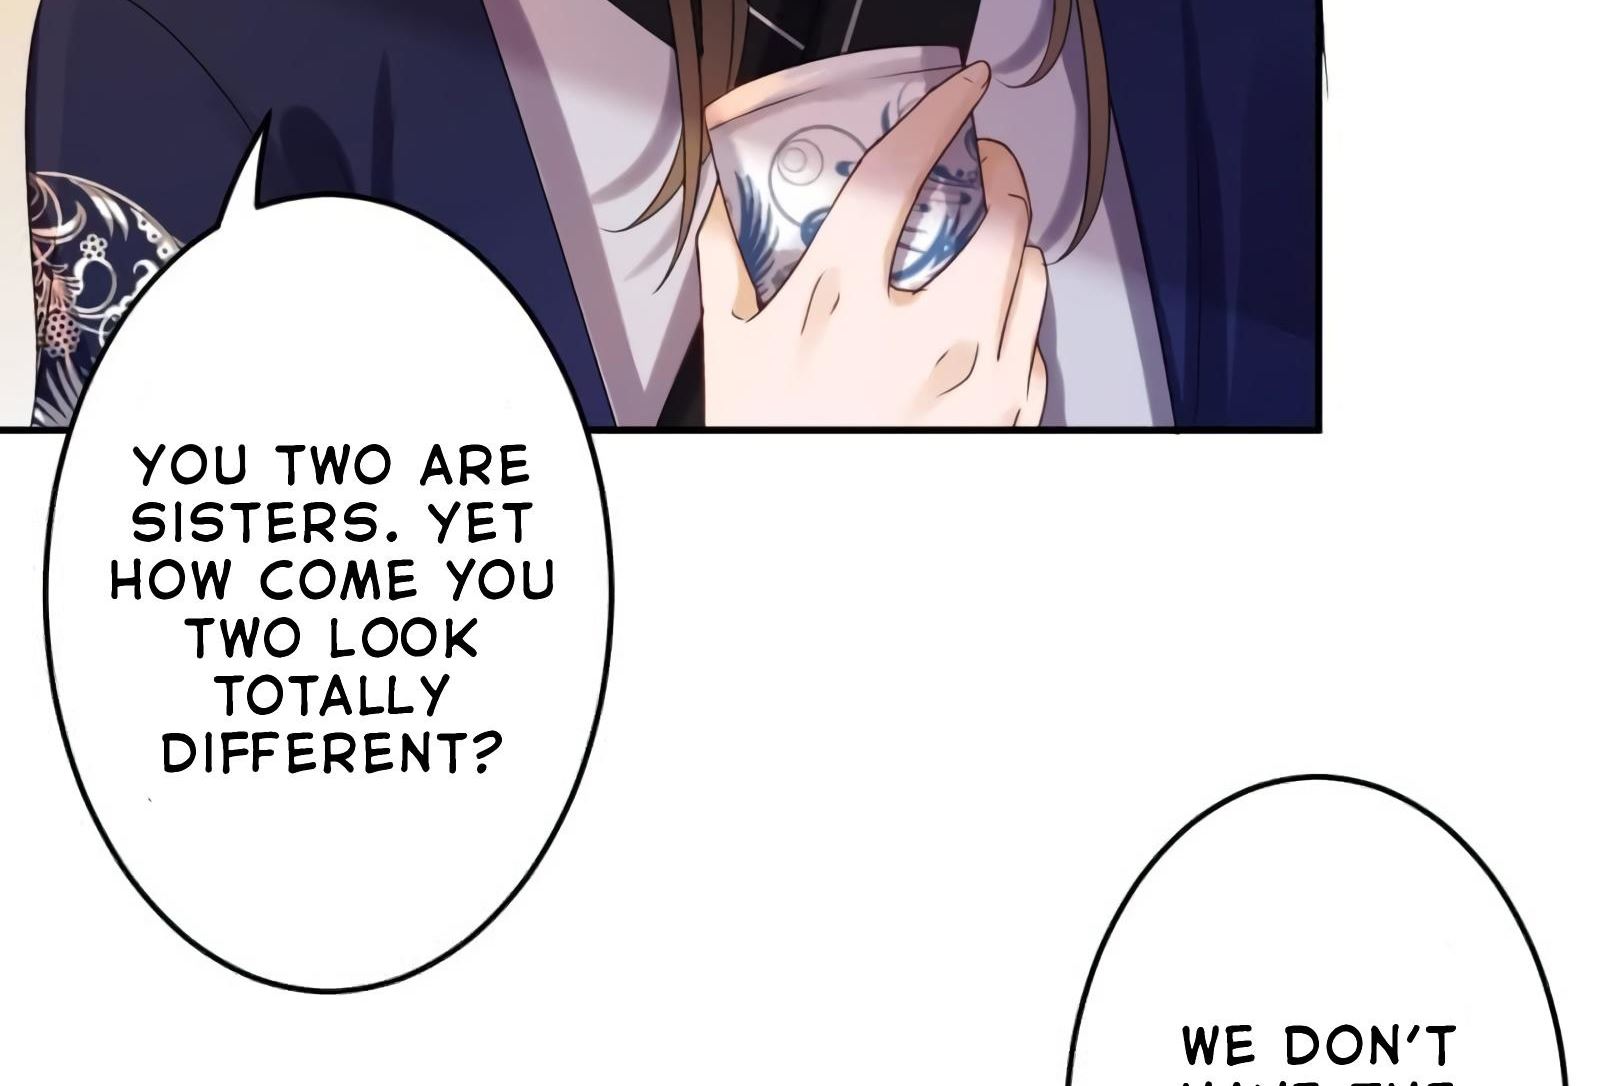 YOU TWO ARE
SISTERS. YET
HOW COME YOU
TWO LOOK
TOTALLY
DIFFERENT?
WE DON'T